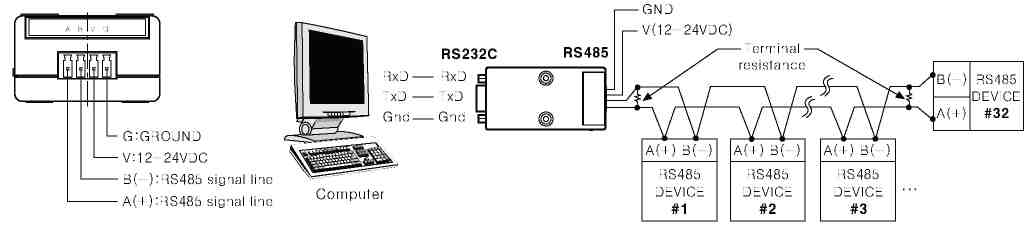 A B V G
G:GROUND
V:12-24VDC
B(-):RS485 signal line
A(+):RS485 signal line
Computer
RS232C
RxD — RxD
TxD — TxD
Gnd — Gnd
RS485
GND
V(12-24VDC)
Terminal
resistance
A(+) B(-)
RS485
DEVICE
#1
A(+) B(-)
RS485
DEVICE
#2
A(+) B(-)
RS485
DEVICE
#3
...
B(-)
A(+)
RS485
DEVICE
#32